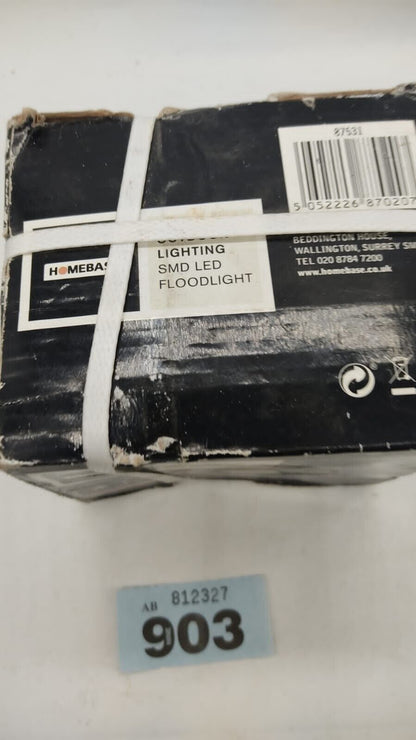 87531
5 052226 870207
BEDDINGTON HOUSE,
WALLINGTON, SURREY
TEL 020 8784 7200
www.homebase.co.uk
HOMEBASE
LIGHTING
SMD LED
FLOODLIGHT
AB 812327
903